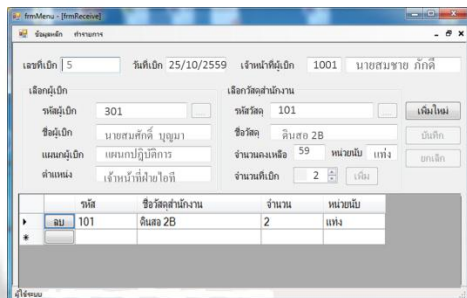 frmMenu - [frmReceive]
ข้อมูลหลัก ทำรายการ
เลขที่เบิก 5 วันที่เบิก 25/10/2559 เจ้าหน้าที่ผู้เบิก 1001 นายสมชาย ภักดี
เลือกผู้เบิก เลือกวัสดุสำนักงาน
รหัสผู้เบิก 301 ... รหัสวัสดุ 101 ... เพิ่มใหม่
ชื่อผู้เบิก นายสมศักดิ์ บุญมา ชื่อวัสดุ ดินสอ 2B บันทึก
แผนกผู้เบิก แผนกปฎิบัติการ จำนวนคงเหลือ 59 หน่วยนับ แท่ง ยกเลิก
ตำแหน่ง เจ้าหน้าที่ฝ่ายไอที จำนวนที่เบิก 2 เพิ่ม
รหัส ชื่อวัสดุสำนักงาน จำนวน หน่วยนับ
ลบ 101 ดินสอ 2B 2 แท่ง
ผู้ใช้ระบบ